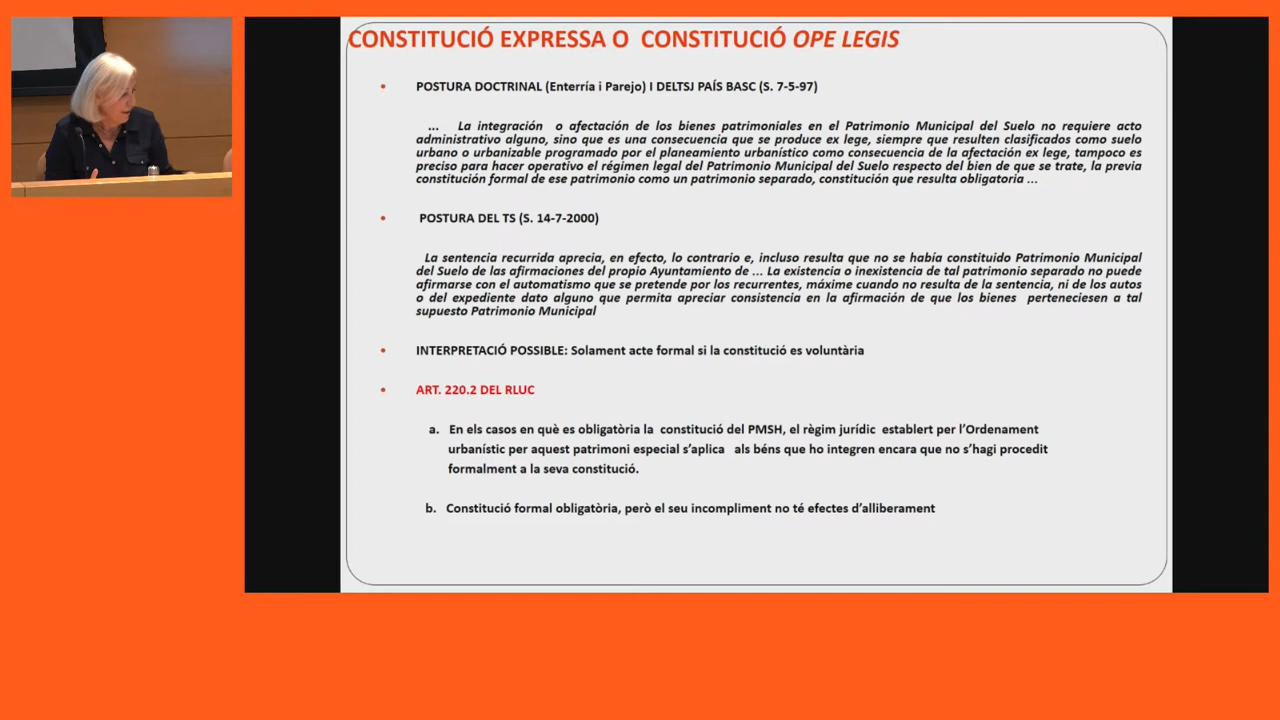 CONSTITUCIÓ EXPRESSA O CONSTITUCIÓ OPE LEGIS
• POSTURA DOCTRINAL (Enterría i Parejo) I DELTSJ PAÍS BASC (S. 7-5-97)
... La integración o afectación de los bienes patrimoniales en el Patrimonio Municipal del Suelo no requiere acto
administrativo alguno, sino que es una consecuencia que se produce ex lege, siempre que resulten clasificados como suelo
urbano o urbanizable programado por el planeamiento urbanístico como consecuencia de la afectación ex lege, tampoco es
preciso para hacer operativo el régimen legal del Patrimonio Municipal del Suelo respecto del bien de que se trate, la previa
constitución formal de ese patrimonio como un patrimonio separado, constitución que resulta obligatoria ...
• POSTURA DEL TS (S. 14-7-2000)
La sentencia recurrida aprecia, en efecto, lo contrario e, incluso resulta que no se había constituido Patrimonio Municipal
del Suelo de las afirmaciones del propio Ayuntamiento de ... La existencia o inexistencia de tal patrimonio separado no puede
afirmarse con el automatismo que se pretende por los recurrentes, máxime cuando no resulta de la sentencia, ni de los autos
o del expediente dato alguno que permita apreciar consistencia en la afirmación de que los bienes perteneciesen a tal
supuesto Patrimonio Municipal
• INTERPRETACIÓ POSSIBLE: Solament acte formal si la constitució es voluntària
• ART. 220.2 DEL RLUC
a. En els casos en què es obligatòria la constitució del PMSH, el règim jurídic establert per l'Ordenament
urbanístic per aquest patrimoni especial s'aplica als béns que ho integren encara que no s'hagi procedit
formalment a la seva constitució.
b. Constitució formal obligatòria, però el seu incompliment no té efectes d'alliberament